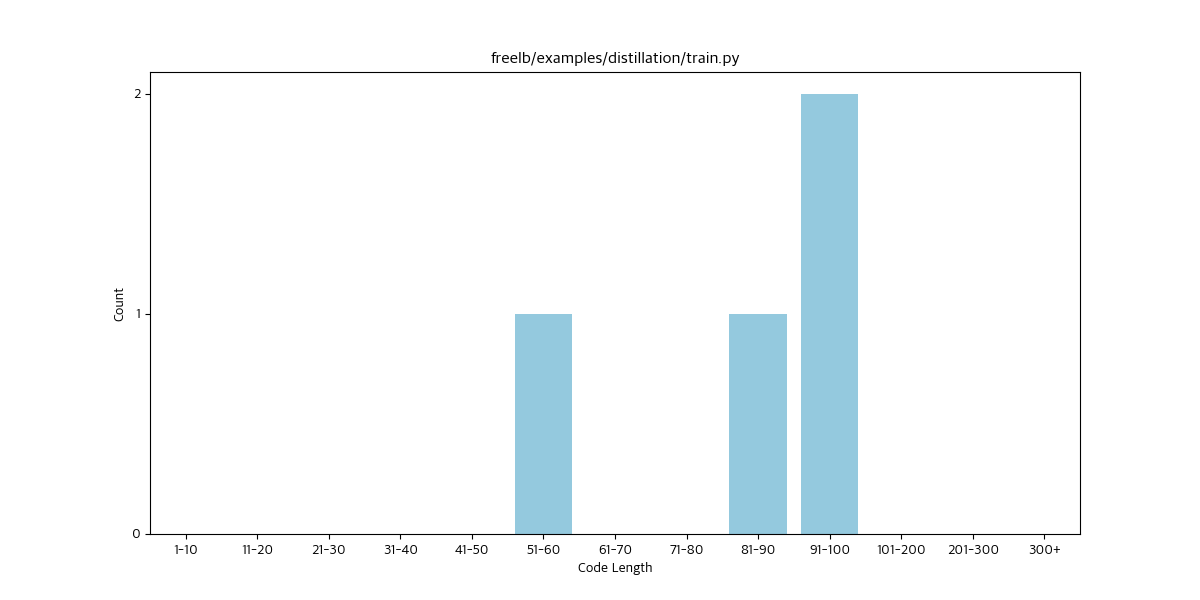 freelb/examples/distillation/train.py
Count
2
1
0
1-10 11-20 21-30 31-40 41-50 51-60 61-70 71-80 81-90 91-100 101-200 201-300 300+
Code Length